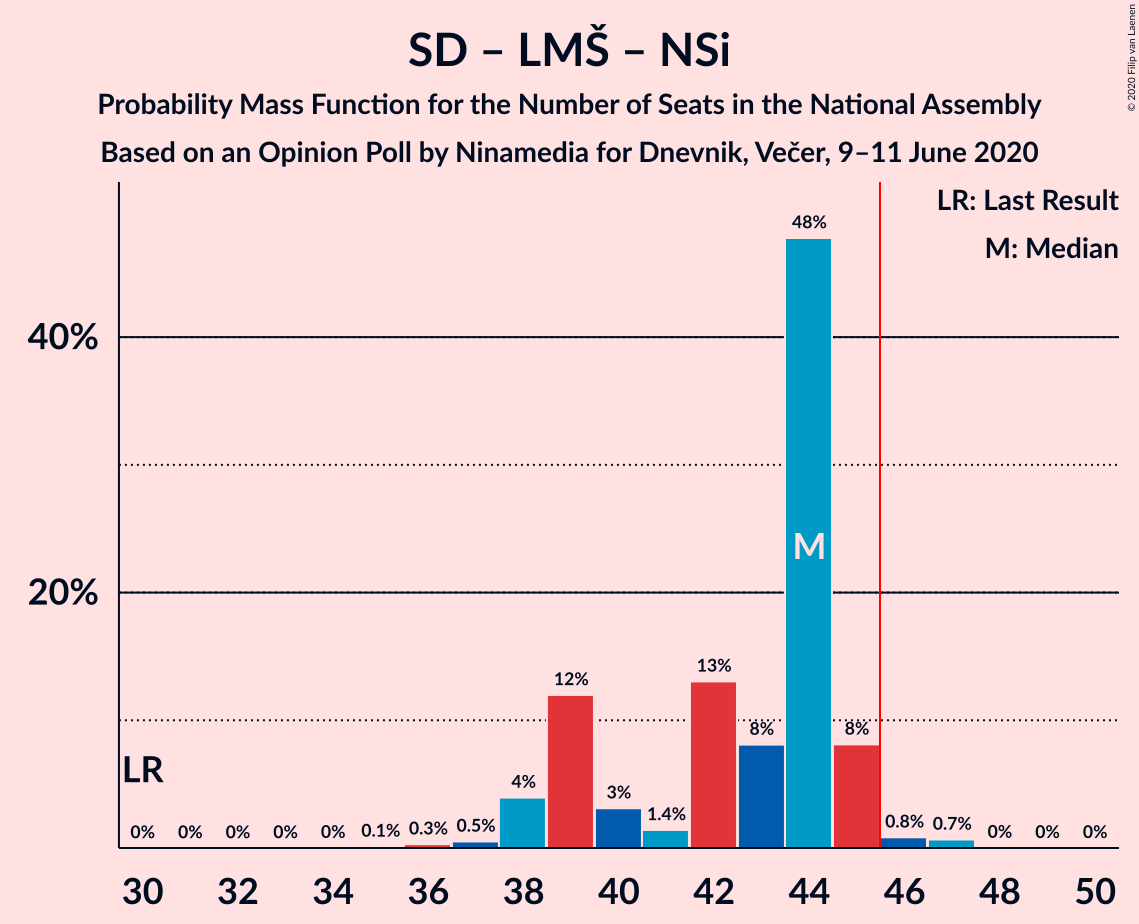 SD – LMŠ – NSi
Probability Mass Function for the Number of Seats in the National Assembly
Based on an Opinion Poll by Ninamedia for Dnevnik, Večer, 9–11 June 2020
© 2020 Filip van Laenen
LR: Last Result
M: Median
40%
20%
LR
M
0% 0% 0% 0% 0% 0.1% 0.3% 0.5% 4% 12% 3% 1.4% 13% 8% 48% 8% 0.8% 0.7% 0% 0% 0%
30 32 34 36 38 40 42 44 46 48 50